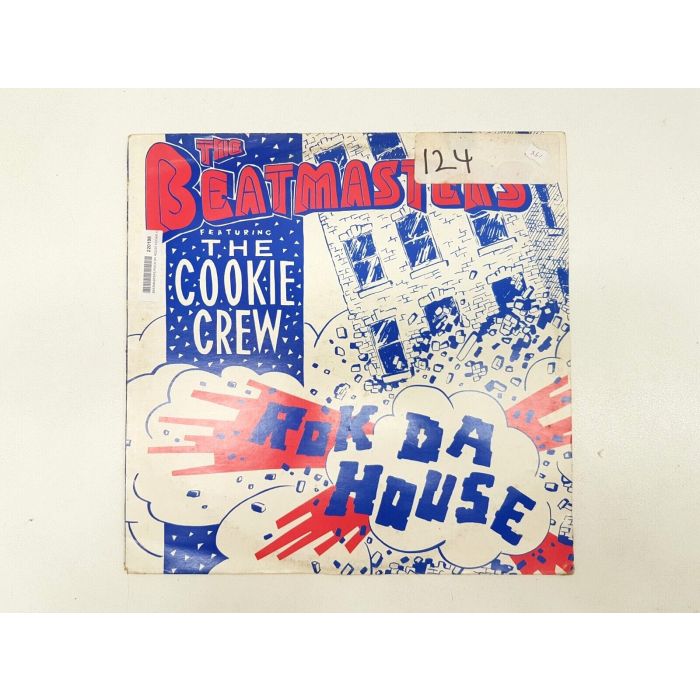 THE
BEATMASTERS
124
FEATURING
THE
COOKIE
CREW
ROK DA
HOUSE